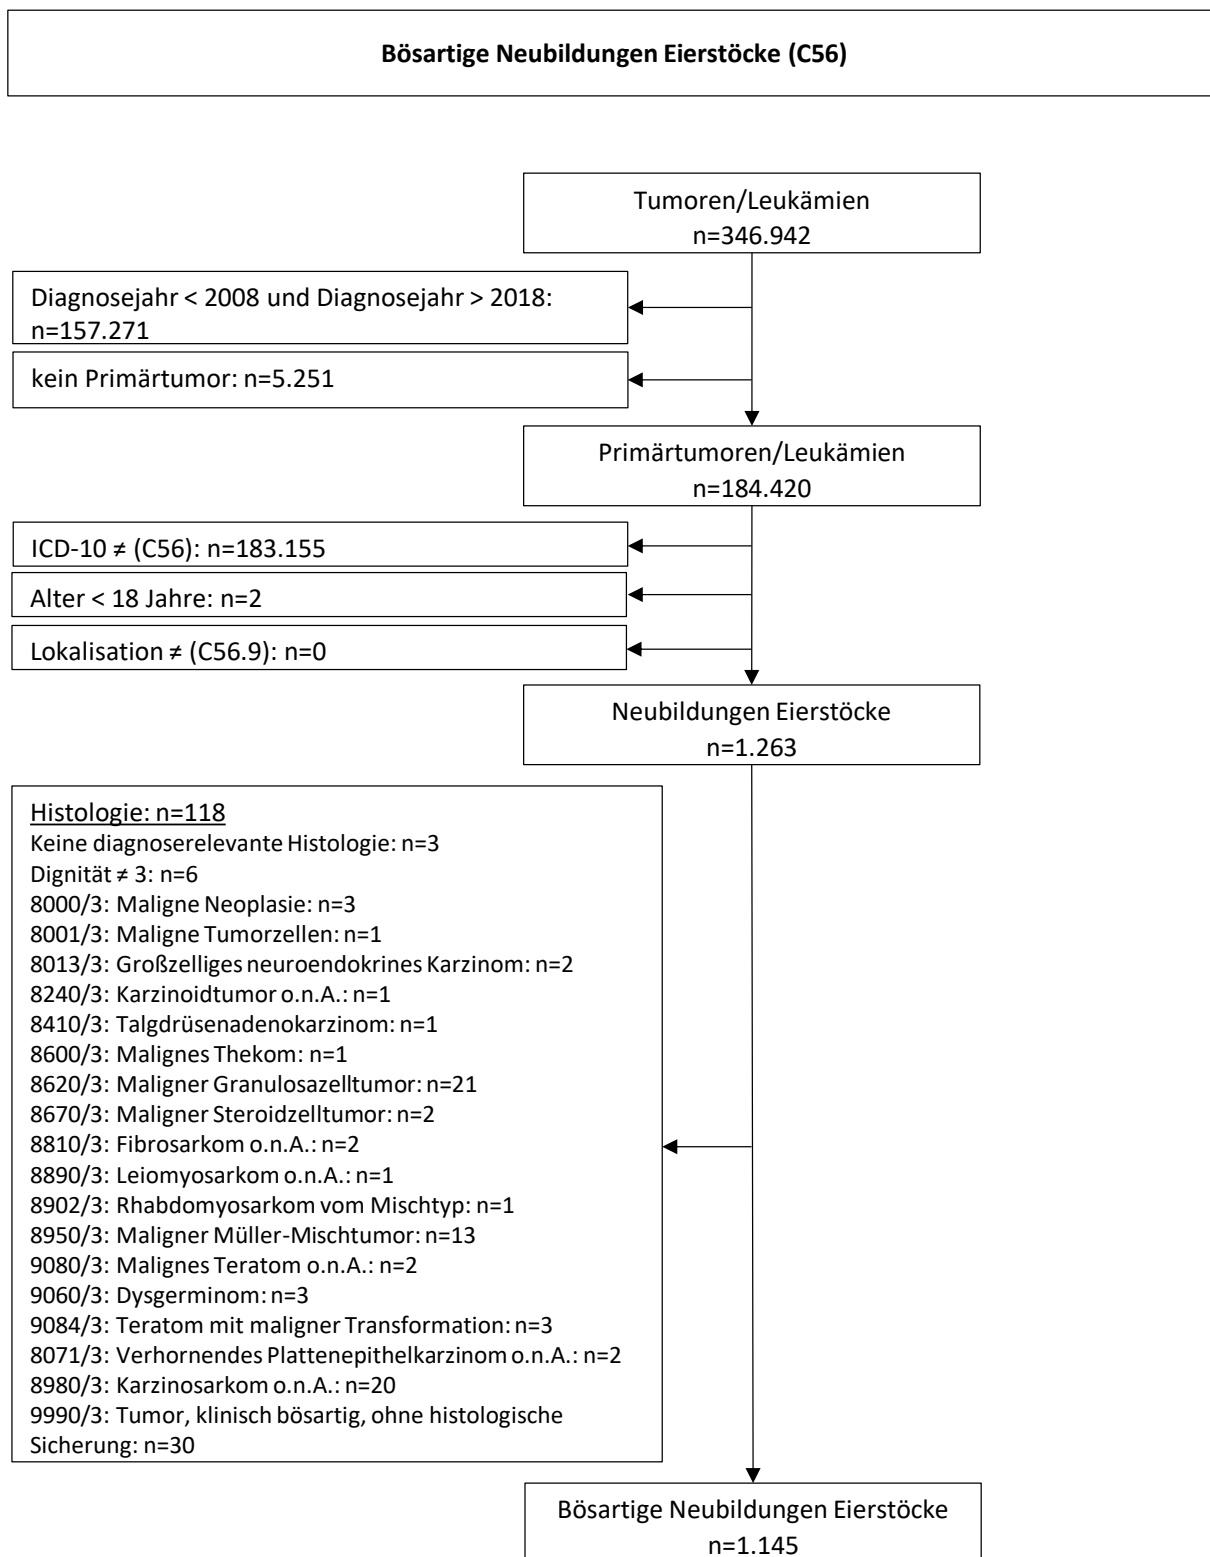 Bösartige Neubildungen Eierstöcke (C56)
Tumoren/Leukämien
n=346.942
Diagnosejahr < 2008 und Diagnosejahr > 2018:
n=157.271
kein Primärtumor: n=5.251
Primärtumoren/Leukämien
n=184.420
ICD-10 ≠ (C56): n=183.155
Alter < 18 Jahre: n=2
Lokalisation ≠ (C56.9): n=0
Neubildungen Eierstöcke
n=1.263
Histologie: n=118
Keine diagnoserelevante Histologie: n=3
Dignität ≠ 3: n=6
8000/3: Maligne Neoplasie: n=3
8001/3: Maligne Tumorzellen: n=1
8013/3: Großzelliges neuroendokrines Karzinom: n=2
8240/3: Karzinoidtumor o.n.A.: n=1
8410/3: Talgdrüsenadenokarzinom: n=1
8600/3: Malignes Thekom: n=1
8620/3: Maligner Granulosazelltumor: n=21
8670/3: Maligner Steroidzelltumor: n=2
8810/3: Fibrosarkom o.n.A.: n=2
8890/3: Leiomyosarkom o.n.A.: n=1
8902/3: Rhabdomyosarkom vom Mischtyp: n=1
8950/3: Maligner Müller-Mischtumor: n=13
9080/3: Malignes Teratom o.n.A.: n=2
9060/3: Dysgerminom: n=3
9084/3: Teratom mit maligner Transformation: n=3
8071/3: Verhornendes Plattenepithelkarzinom o.n.A.: n=2
8980/3: Karzinosarkom o.n.A.: n=20
9990/3: Tumor, klinisch bösartig, ohne histologische
Sicherung: n=30
Bösartige Neubildungen Eierstöcke
n=1.145